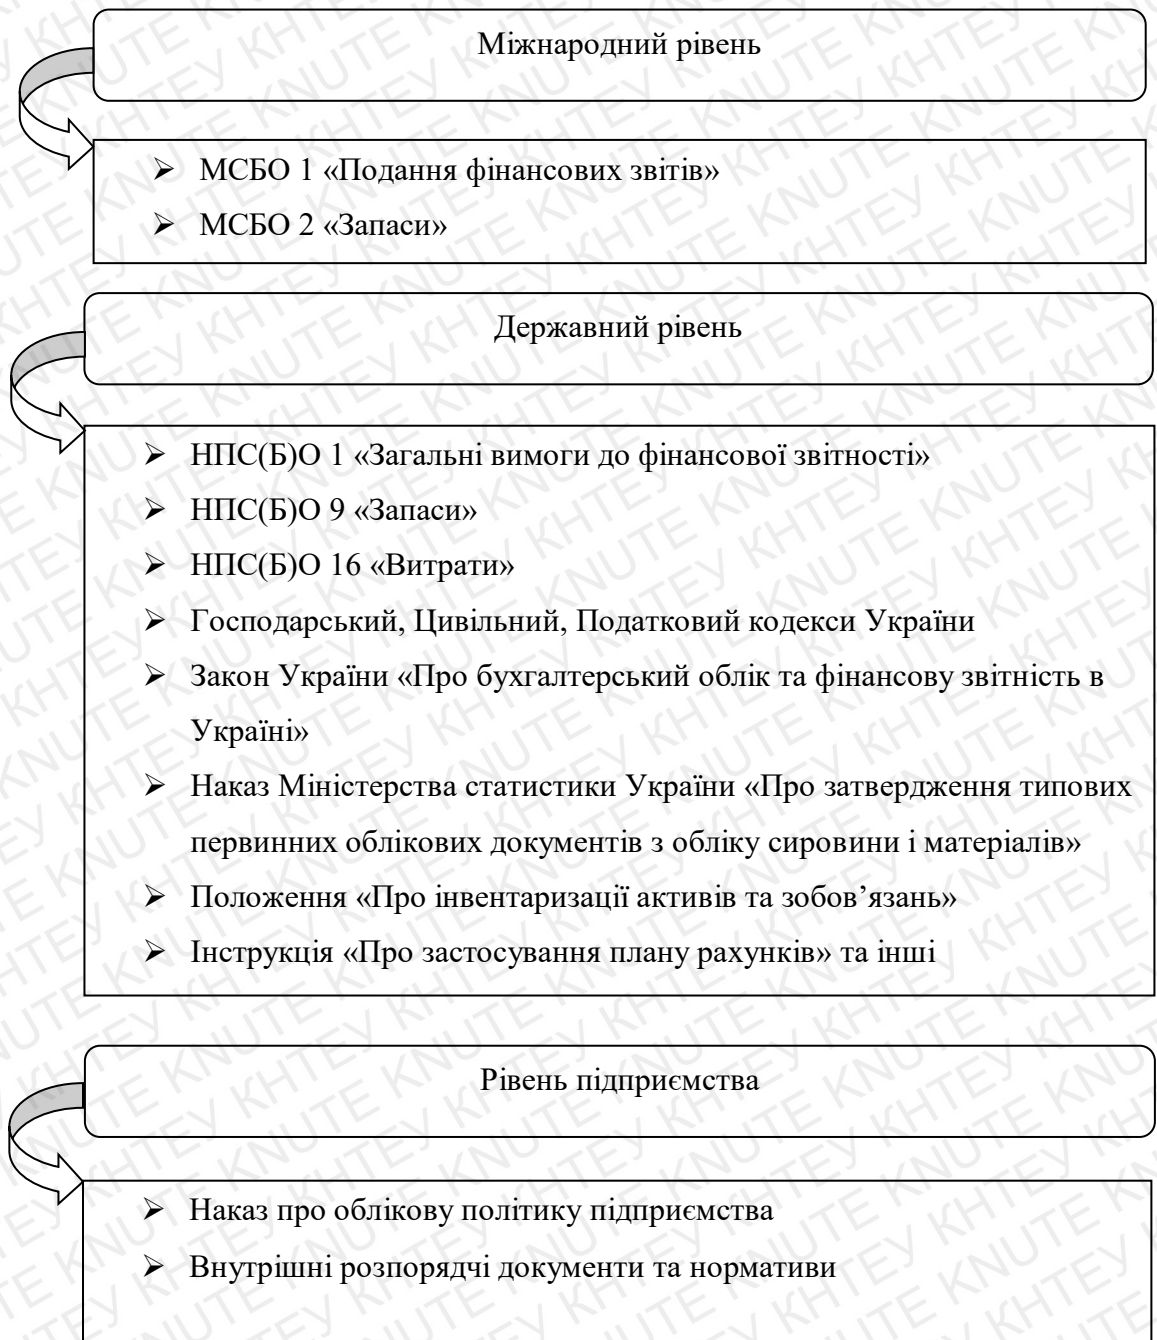 Міжнародний рівень
➢ МСБО 1 «Подання фінансових звітів»
➢ МСБО 2 «Запаси»
Державний рівень
➢ НПС(Б)О 1 «Загальні вимоги до фінансової звітності»
➢ НПС(Б)О 9 «Запаси»
➢ НПС(Б)О 16 «Витрати»
➢ Господарський, Цивільний, Податковий кодекси України
➢ Закон України «Про бухгалтерський облік та фінансову звітність в
Україні»
➢ Наказ Міністерства статистики України «Про затвердження типових
первинних облікових документів з обліку сировини і матеріалів»
➢ Положення «Про інвентаризації активів та зобов’язань»
➢ Інструкція «Про застосування плану рахунків» та інші
Рівень підприємства
➢ Наказ про облікову політику підприємства
➢ Внутрішні розпорядчі документи та нормативи